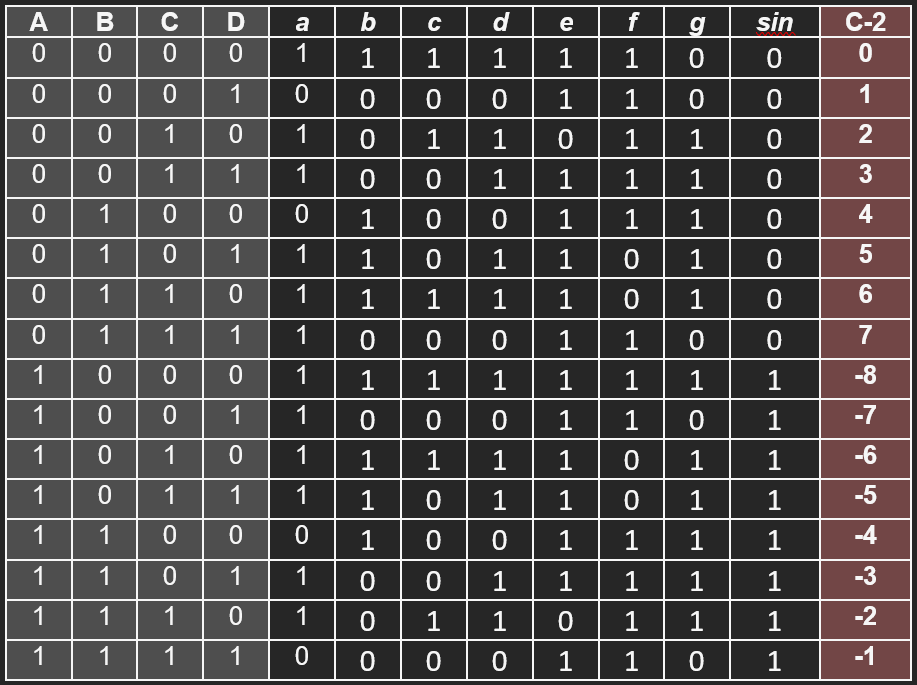 A B C D a b c d e f g sin C-2
0 0 0 0 1 1 1 1 1 1 0 0 0
0 0 0 1 0 0 0 0 1 1 0 0 1
0 0 1 0 1 0 1 1 0 1 1 0 2
0 0 1 1 1 0 0 1 1 1 1 0 3
0 1 0 0 0 1 0 0 1 1 1 0 4
0 1 0 1 1 1 0 1 1 0 1 0 5
0 1 1 0 1 1 1 1 1 0 1 0 6
0 1 1 1 1 0 0 0 1 1 0 0 7
1 0 0 0 1 1 1 1 1 1 1 1 -8
1 0 0 1 1 0 0 0 1 1 0 1 -7
1 0 1 0 1 1 1 1 1 0 1 1 -6
1 0 1 1 1 1 0 1 1 0 1 1 -5
1 1 0 0 0 1 0 0 1 1 1 1 -4
1 1 0 1 1 0 0 1 1 1 1 1 -3
1 1 1 0 1 0 1 1 0 1 1 1 -2
1 1 1 1 0 0 0 0 1 1 0 1 -1